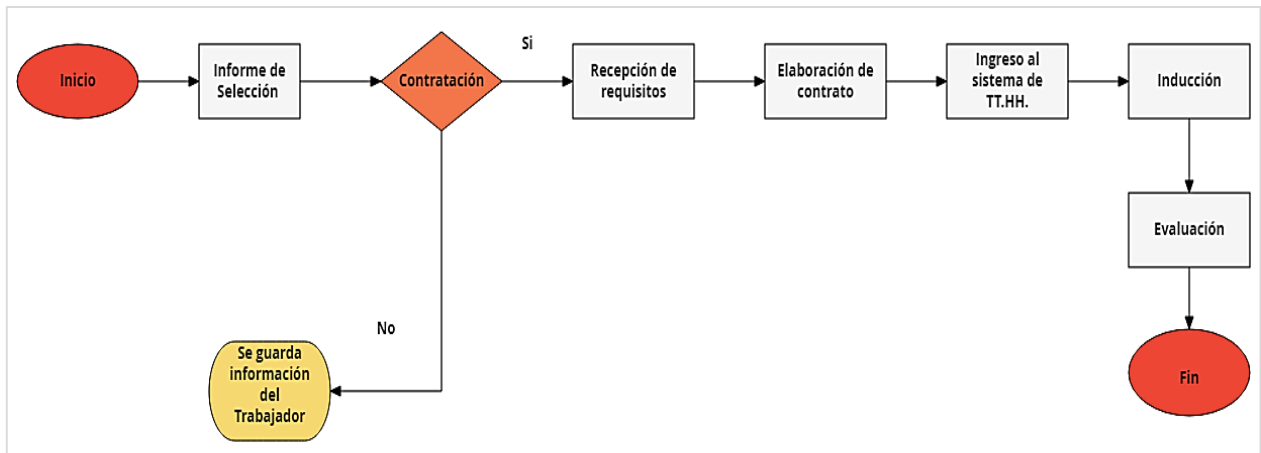 Inicio
Informe de
Selección
Contratación
Si
Recepción de
requisitos
Elaboración de
contrato
Ingreso al
sistema de
TT.HH.
Inducción
Evaluación
No
Se guarda
información
del
Trabajador
Fin